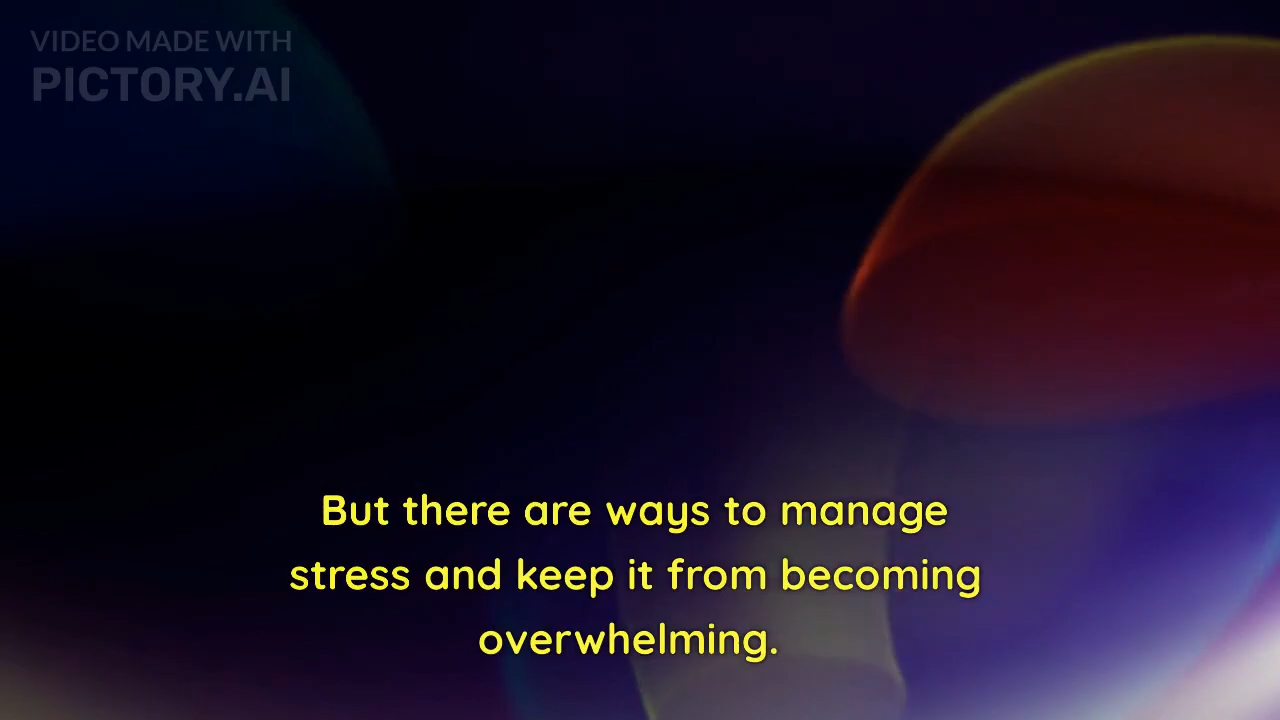 VIDEO MADE WITH
PICTORY.AI
But there are ways to manage
stress and keep it from becoming
overwhelming.